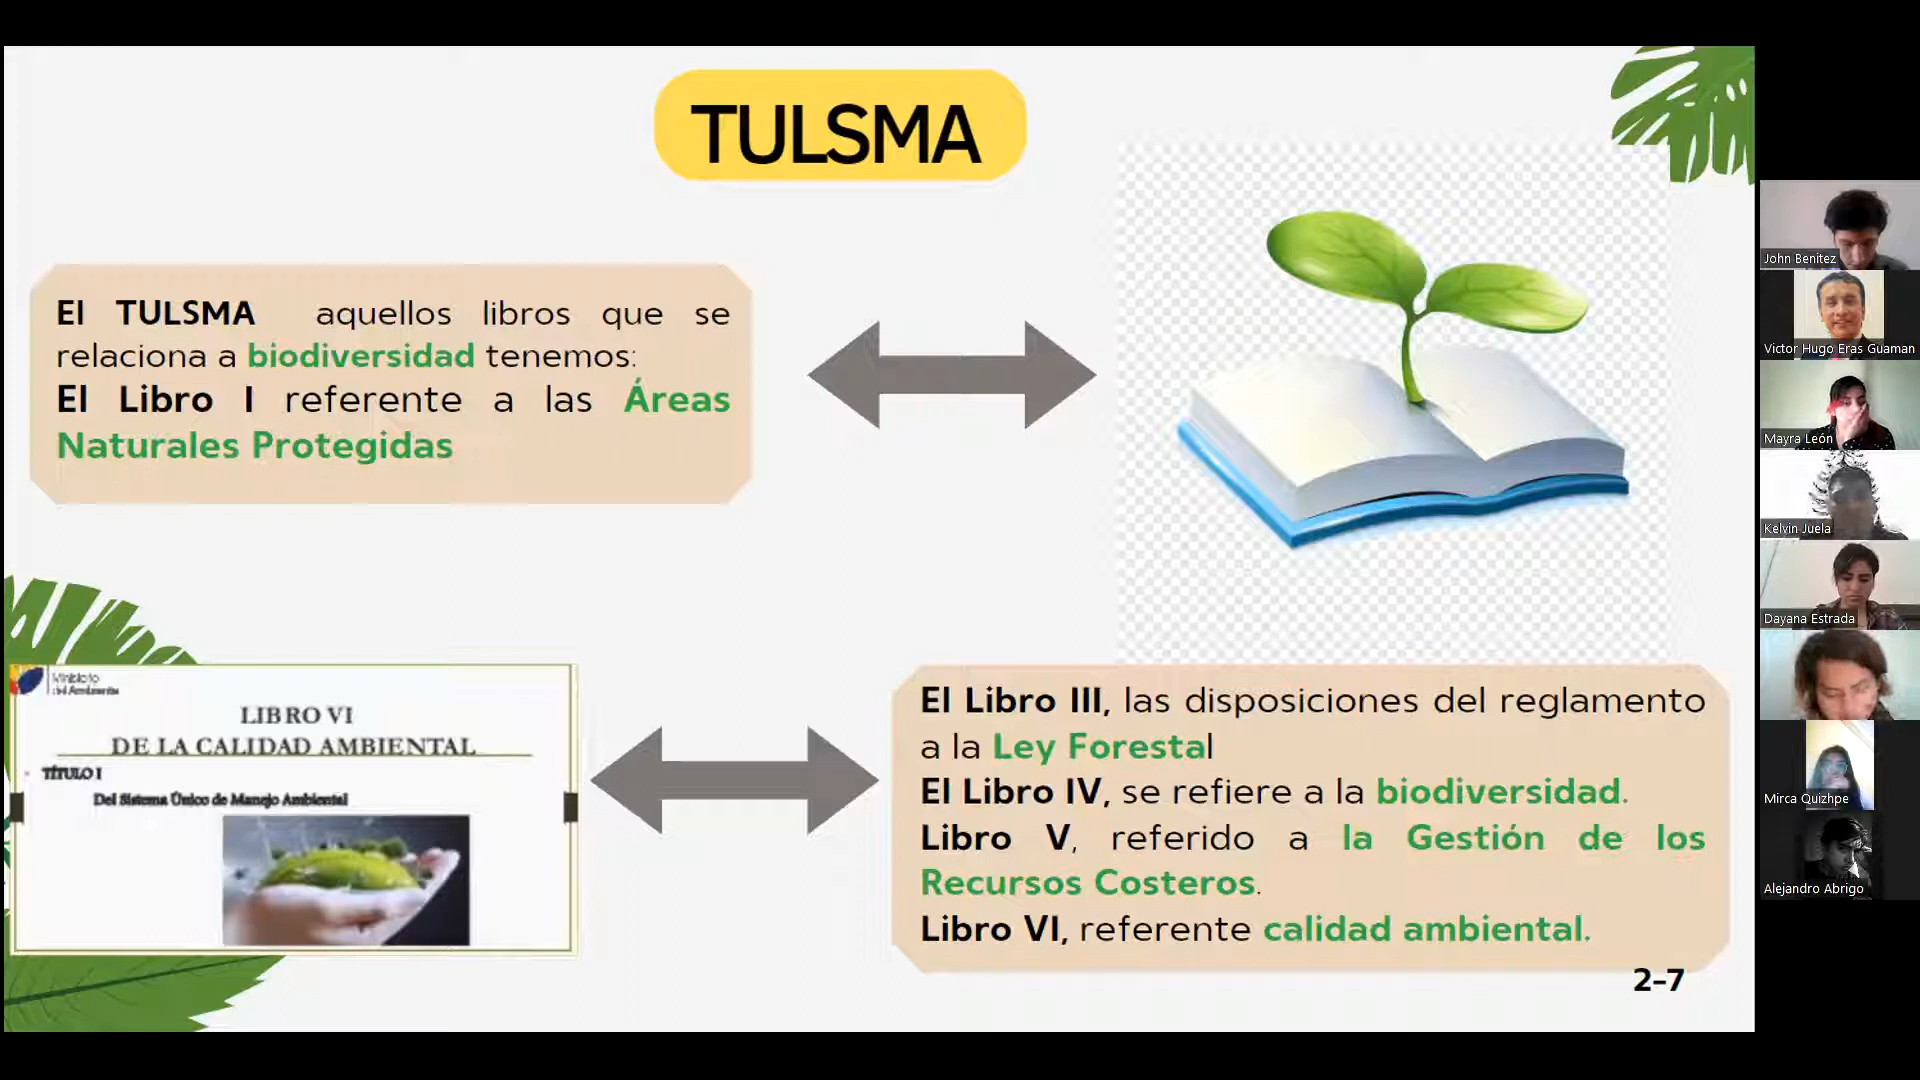 TULSMA
El TULSMA aquellos libros que se
relaciona a biodiversidad tenemos:
El Libro I referente a las Áreas
Naturales Protegidas
Ministerio
del Ambiente
LIBRO VI
DE LA CALIDAD AMBIENTAL
TÍTULO I
Del Sistema Único de Manejo Ambiental
El Libro III, las disposiciones del reglamento
a la Ley Forestal
El Libro IV, se refiere a la biodiversidad.
Libro V, referido a la Gestión de los
Recursos Costeros.
Libro VI, referente calidad ambiental.
2-7
John Benitez
Victor Hugo Eras Guaman
Mayra León
Kelvin Juela
Dayana Estrada
Mirca Quizhpe
Alejandro Abrigo